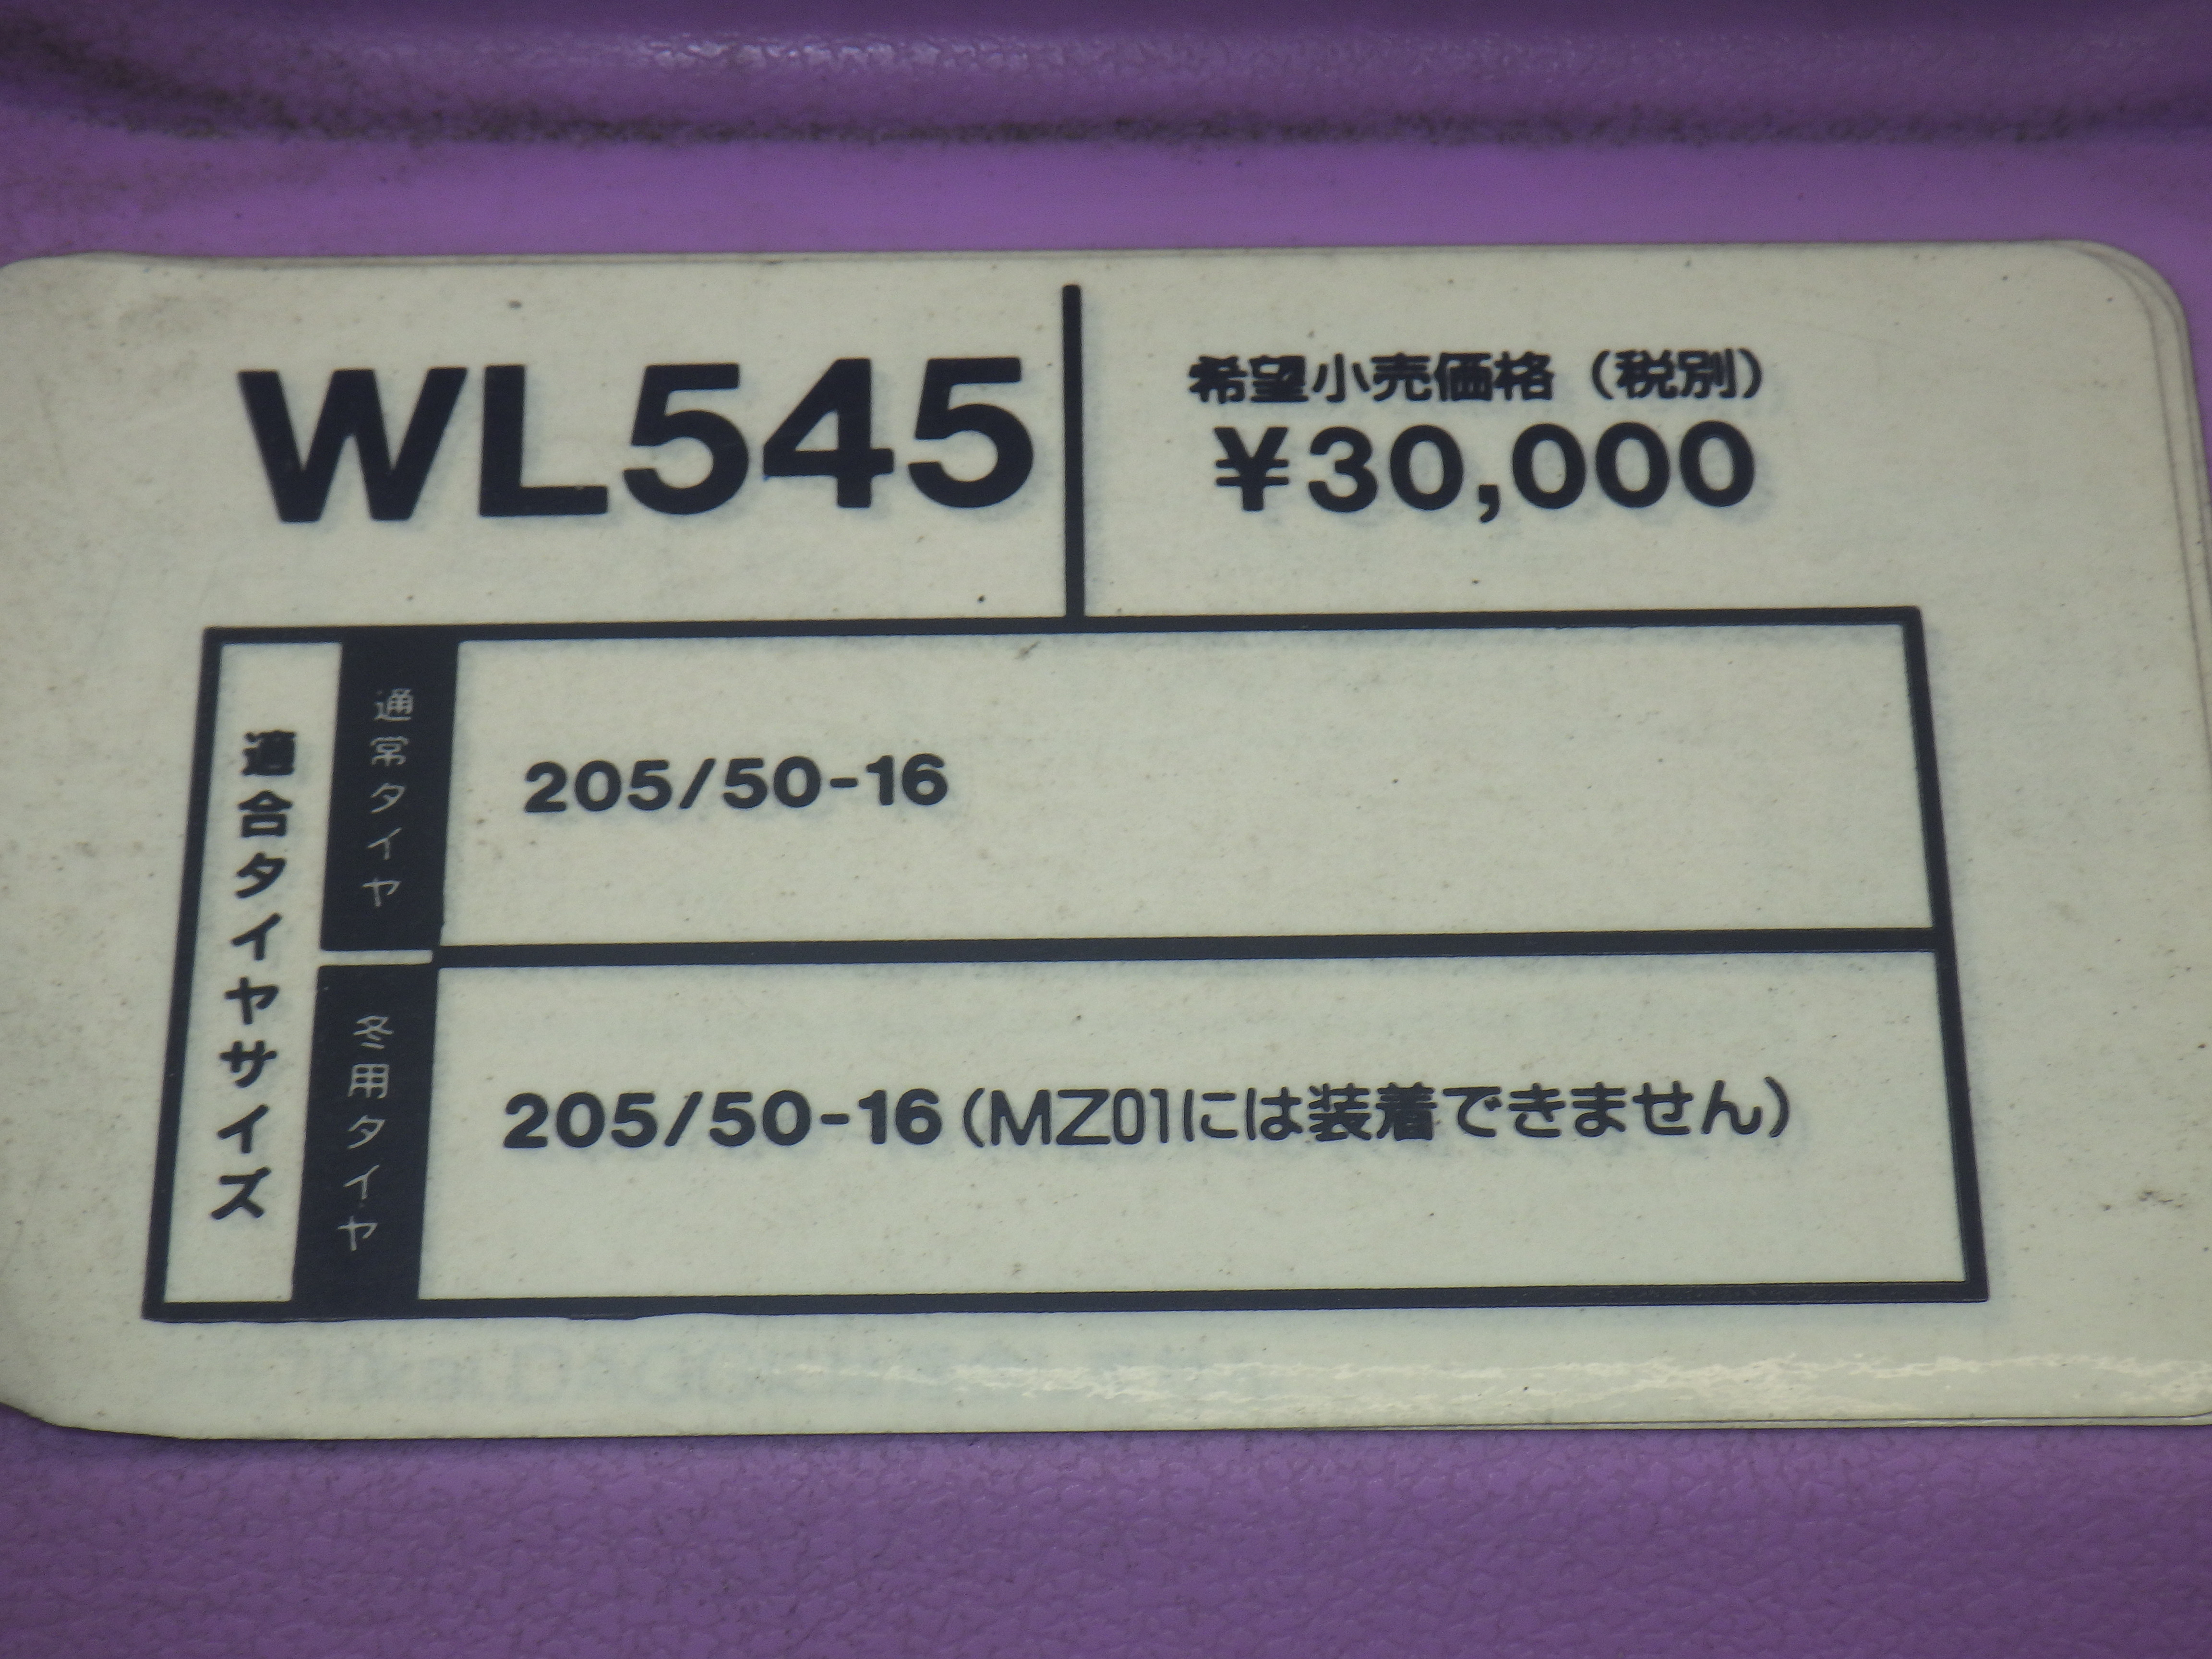 WL545
希望小売価格（税別）
¥30,000
適合タイヤサイズ
通常タイヤ
205/50-16
冬用タイヤ
205/50-16（MZ01には装着できません）